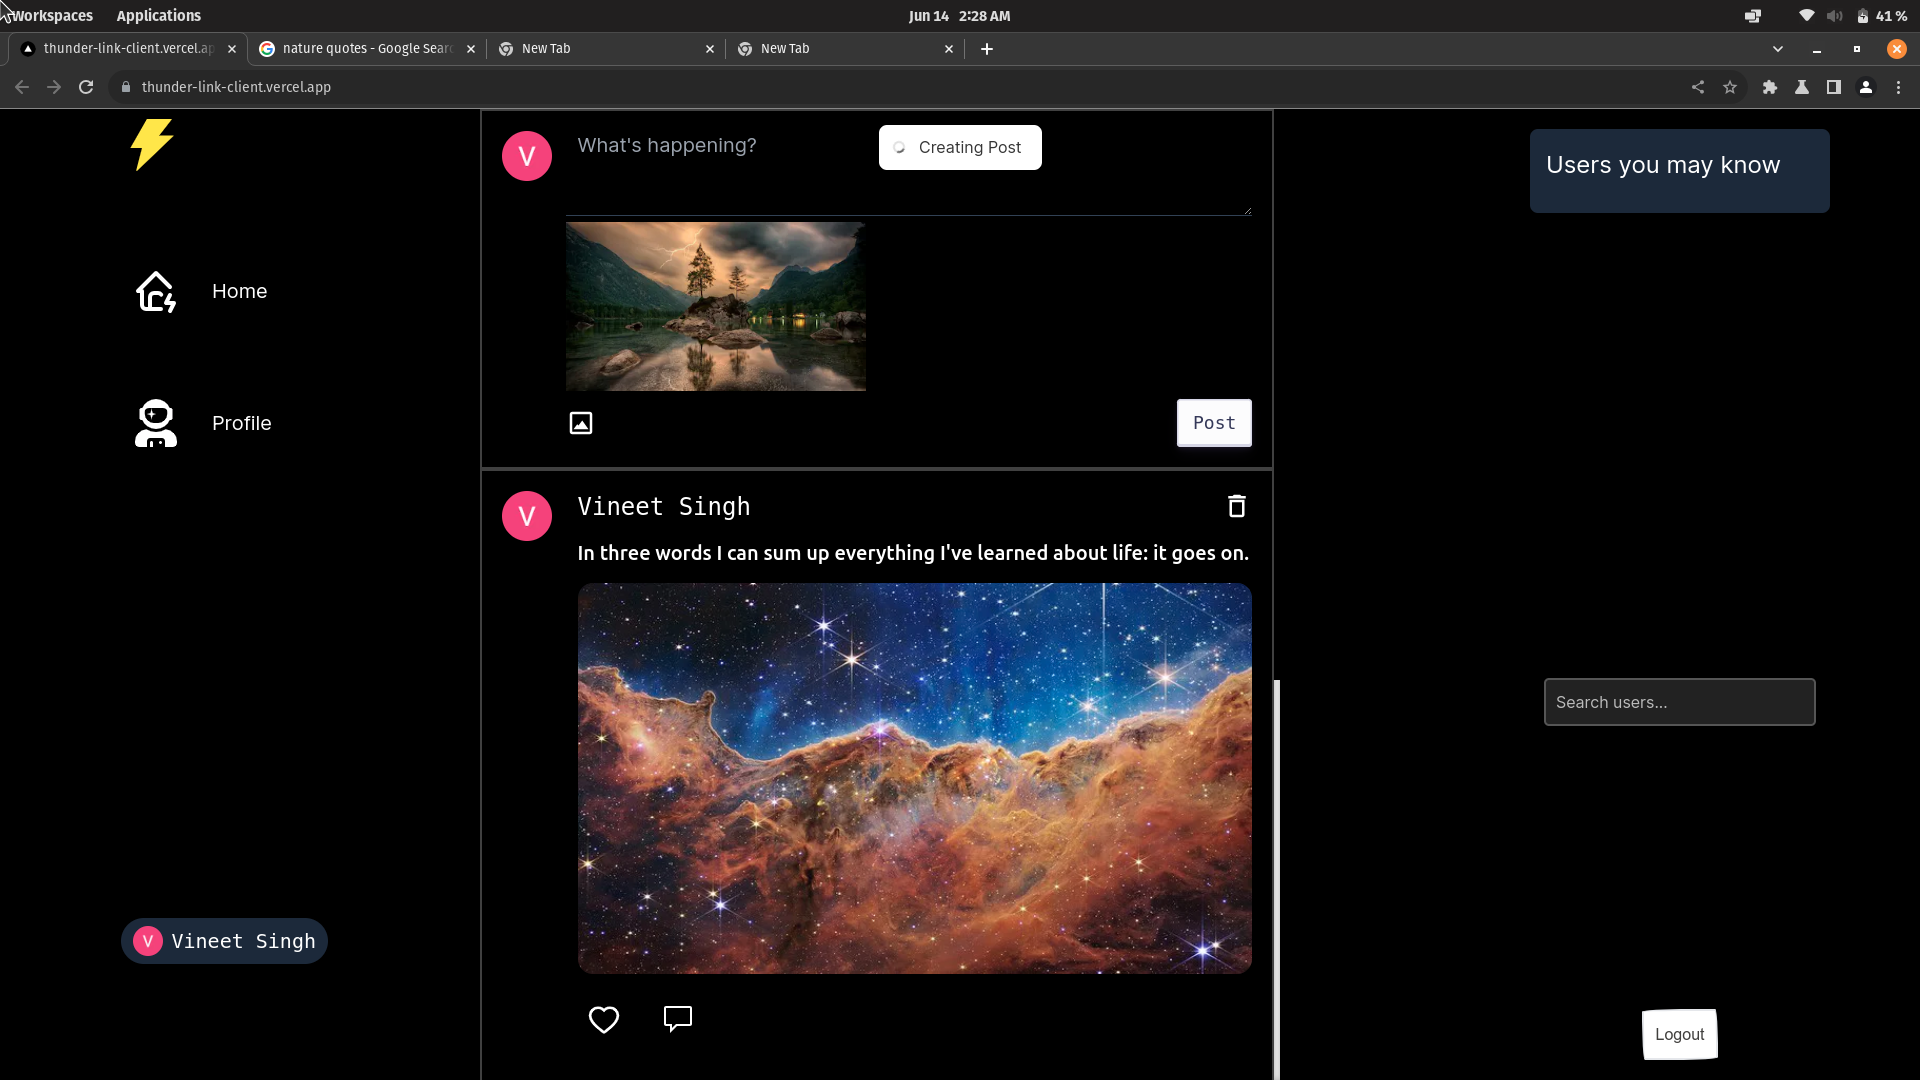 Workspaces Applications Jun 14 2:28 AM 41 %
thunder-link-client.vercel.ap nature quotes - Google Sear New Tab New Tab
thunder-link-client.vercel.app
V What's happening? Creating Post
Users you may know
Home
Profile
Post
V Vineet Singh
In three words I can sum up everything I've learned about life: it goes on.
Search users...
V Vineet Singh
Logout